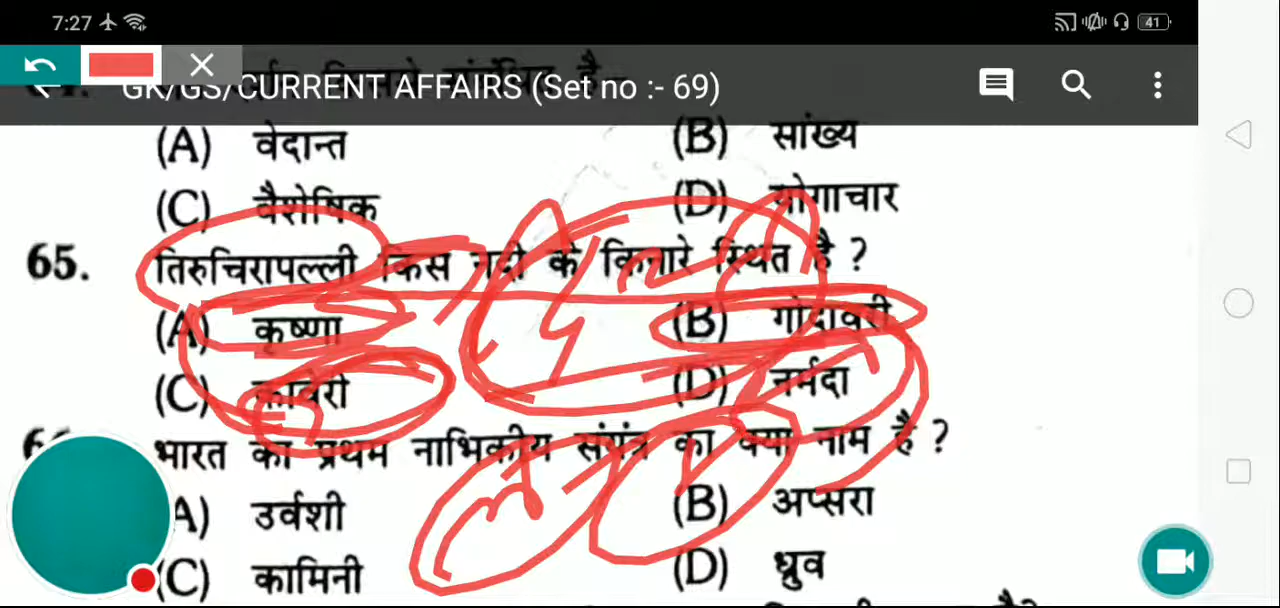 7:27
41
GK/GS/CURRENT AFFAIRS (Set no :- 69)
(A) वेदान्त (B) सांख्य
(C) वैशेषिक (D) योगाचार
65. तिरुचिरापल्ली किस नदी के किनारे स्थित है ?
(A) कृष्णा (B) गोदावरी
(C) कावेरी (D) नर्मदा
भारत का प्रथम नाभिकीय संयंत्र का क्या नाम है ?
A) उर्वशी (B) अप्सरा
(C) कामिनी (D) ध्रुव